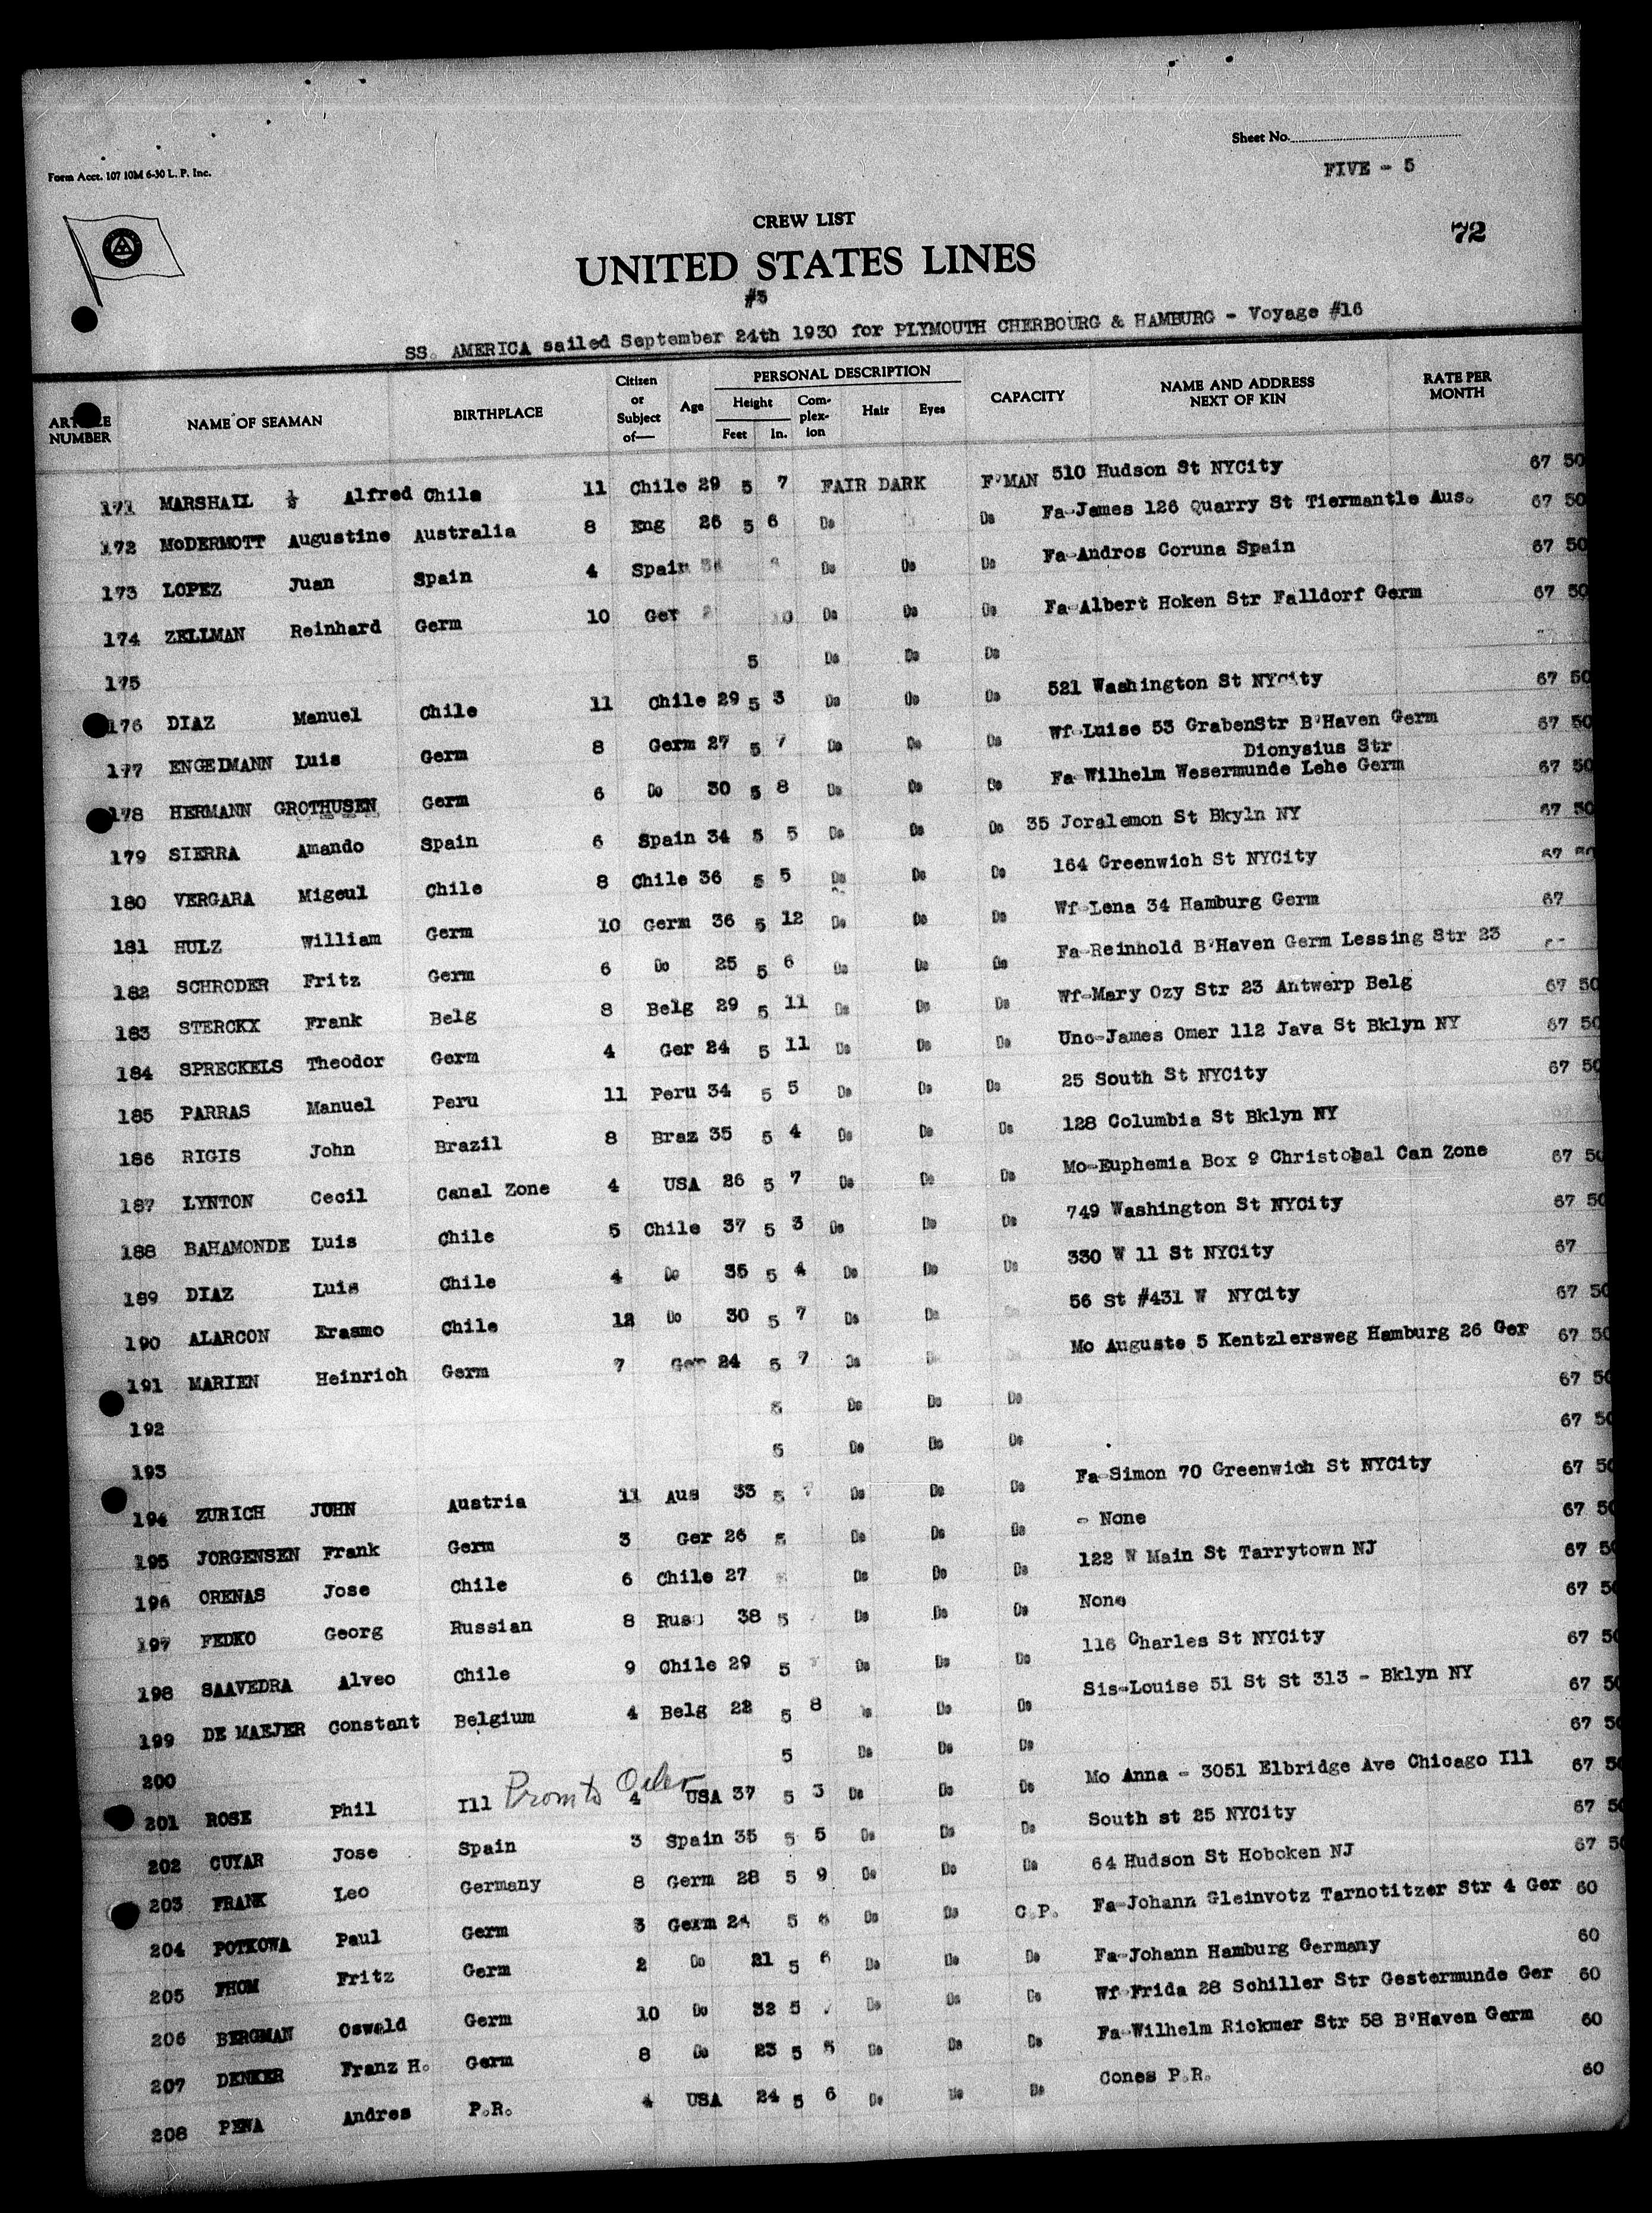 Sheet No.
Form Acct. 107 10M 6-30 L. P. Inc.
FIVE - 5
CREW LIST
72
UNITED STATES LINES
#3
SS. AMERICA sailed September 24th 1930 for PLYMOUTH CHERBOURG & HAMBURG - Voyage #16
ARTICLE NUMBER NAME OF SEAMAN BIRTHPLACE Citizen or Subject of— Age PERSONAL DESCRIPTION Height Feet In. Complexion Hair Eyes CAPACITY NAME AND ADDRESS NEXT OF KIN RATE PER MONTH
171 MARSHALL Alfred Chile 11 Chile 29 5 7 FAIR DARK F'MAN 510 Hudson St NYCity 67 50
172 McDERMOTT Augustine Australia 8 Eng 26 5 6 Do Do Fa-James 126 Quarry St Tiermantle Aus. 67 50
173 LOPEZ Juan Spain 4 Spain Do Do Do Fa-Andros Coruna Spain 67 50
174 ZELLMAN Reinhard Germ 10 Ger Do Do Do Fa-Albert Hoken Str Falldorf Germ 67 50
175 5 Do Do Do
176 DIAZ Manuel Chile 11 Chile 29 5 3 Do Do Do 521 Washington St NYCity 67 50
177 ENGELMANN Luis Germ 8 Germ 27 5 7 Do Do Do Wf-Luise 53 GrabenStr B'Haven Germ 67 50
Dionysius Str
178 HERMANN GROTHUSEN Germ 6 Do 30 5 8 Do Do Do Fa-Wilhelm Wesermunde Lehe Germ 67 50
179 SIERRA Amando Spain 6 Spain 34 5 5 Do Do Do 35 Joralemon St Bkyln NY 67 50
180 VERGARA Migeul Chile 8 Chile 36 5 5 Do Do Do 164 Greenwich St NYCity 67 50
181 HULZ William Germ 10 Germ 36 5 12 Do Do Do Wf-Lena 34 Hamburg Germ 67
182 SCHRODER Fritz Germ 6 Do 25 5 6 Do Do Do Fa-Reinhold B'Haven Germ Lessing Str 23
183 STERCKX Frank Belg 8 Belg 29 5 11 Do Do Do Wf-Mary Ozy Str 23 Antwerp Belg 67 50
184 SPRECKELS Theodor Germ 4 Ger 24 5 11 Do Do Do Unc-James Omer 112 Java St Bklyn NY 67 50
185 PARRAS Manuel Peru 11 Peru 34 5 5 Do Do Do 25 South St NYCity 67 50
186 RIGIS John Brazil 8 Braz 35 5 4 Do Do Do 128 Columbia St Bklyn NY
187 LYNTON Cecil Canal Zone 4 USA 26 5 7 Do Do Do Mo-Euphemia Box 9 Christobal Can Zone 67 50
188 BAHAMONDE Luis Chile 5 Chile 37 5 3 Do Do Do 749 Washington St NYCity 67 50
189 DIAZ Luis Chile 4 Do 35 5 4 Do Do Do 330 W 11 St NYCity 67
190 ALARCON Erasmo Chile 12 Do 30 5 7 Do Do 56 St #431 W NYCity 67 50
191 MARIEN Heinrich Germ 7 Ger 24 5 7 Do Do Mo Auguste 5 Kentzlersweg Hamburg 26 Ger 67 50
192 5 Do Do Do 67 50
193 5 Do Do Do 67 50
194 ZURICH JOHN Austria 11 Aus 33 5 7 Do Do Do Fa-Simon 70 Greenwich St NYCity 67 50
195 JORGENSEN Frank Germ 3 Ger 26 5 Do Do Do - None 67 50
196 ORENAS Jose Chile 6 Chile 27 Do Do Do 122 W Main St Tarrytown NJ 67 50
197 FEDKO Georg Russian 8 Russ 38 5 Do Do Do None 67 50
198 SAAVEDRA Alveo Chile 9 Chile 29 5 Do Do Do 116 Charles St NYCity 67 50
199 DE MAEJER Constant Belgium 4 Belg 22 5 8 Do Do Do Sis-Louise 51 St St 313 - Bklyn NY 67 50
200 5 Do Do Do 67 50
201 ROSE Phil Ill Prom to Oiler 4 USA 37 5 3 Do Do Do Mo Anna - 3051 Elbridge Ave Chicago Ill 67 50
202 CUYAR Jose Spain 3 Spain 35 5 5 Do Do Do South st 25 NYCity 67 50
203 FRANK Leo Germany 8 Germ 28 5 9 Do Do Do 64 Hudson St Hoboken NJ 67 50
204 POTKOWA Paul Germ 3 Germ 24 5 6 Do Do C.P. Fa-Johann Gleinvotz Tarnotitzer Str 4 Ger 60
205 THOM Fritz Germ 2 Do 21 5 6 Do Do Do Fa-Johann Hamburg Germany 60
206 BERGMAN Oswald Germ 10 Do 32 5 Do Do Do Wf-Frida 28 Schiller Str Gestermunde Ger 60
207 DENKER Franz H. Germ 8 Do 23 5 5 Do Do Do Fa-Wilhelm Rickmer Str 58 B'Haven Germ 60
208 PENA Andres P.R. 4 USA 24 5 6 Do Do Do Cones P.R. 60